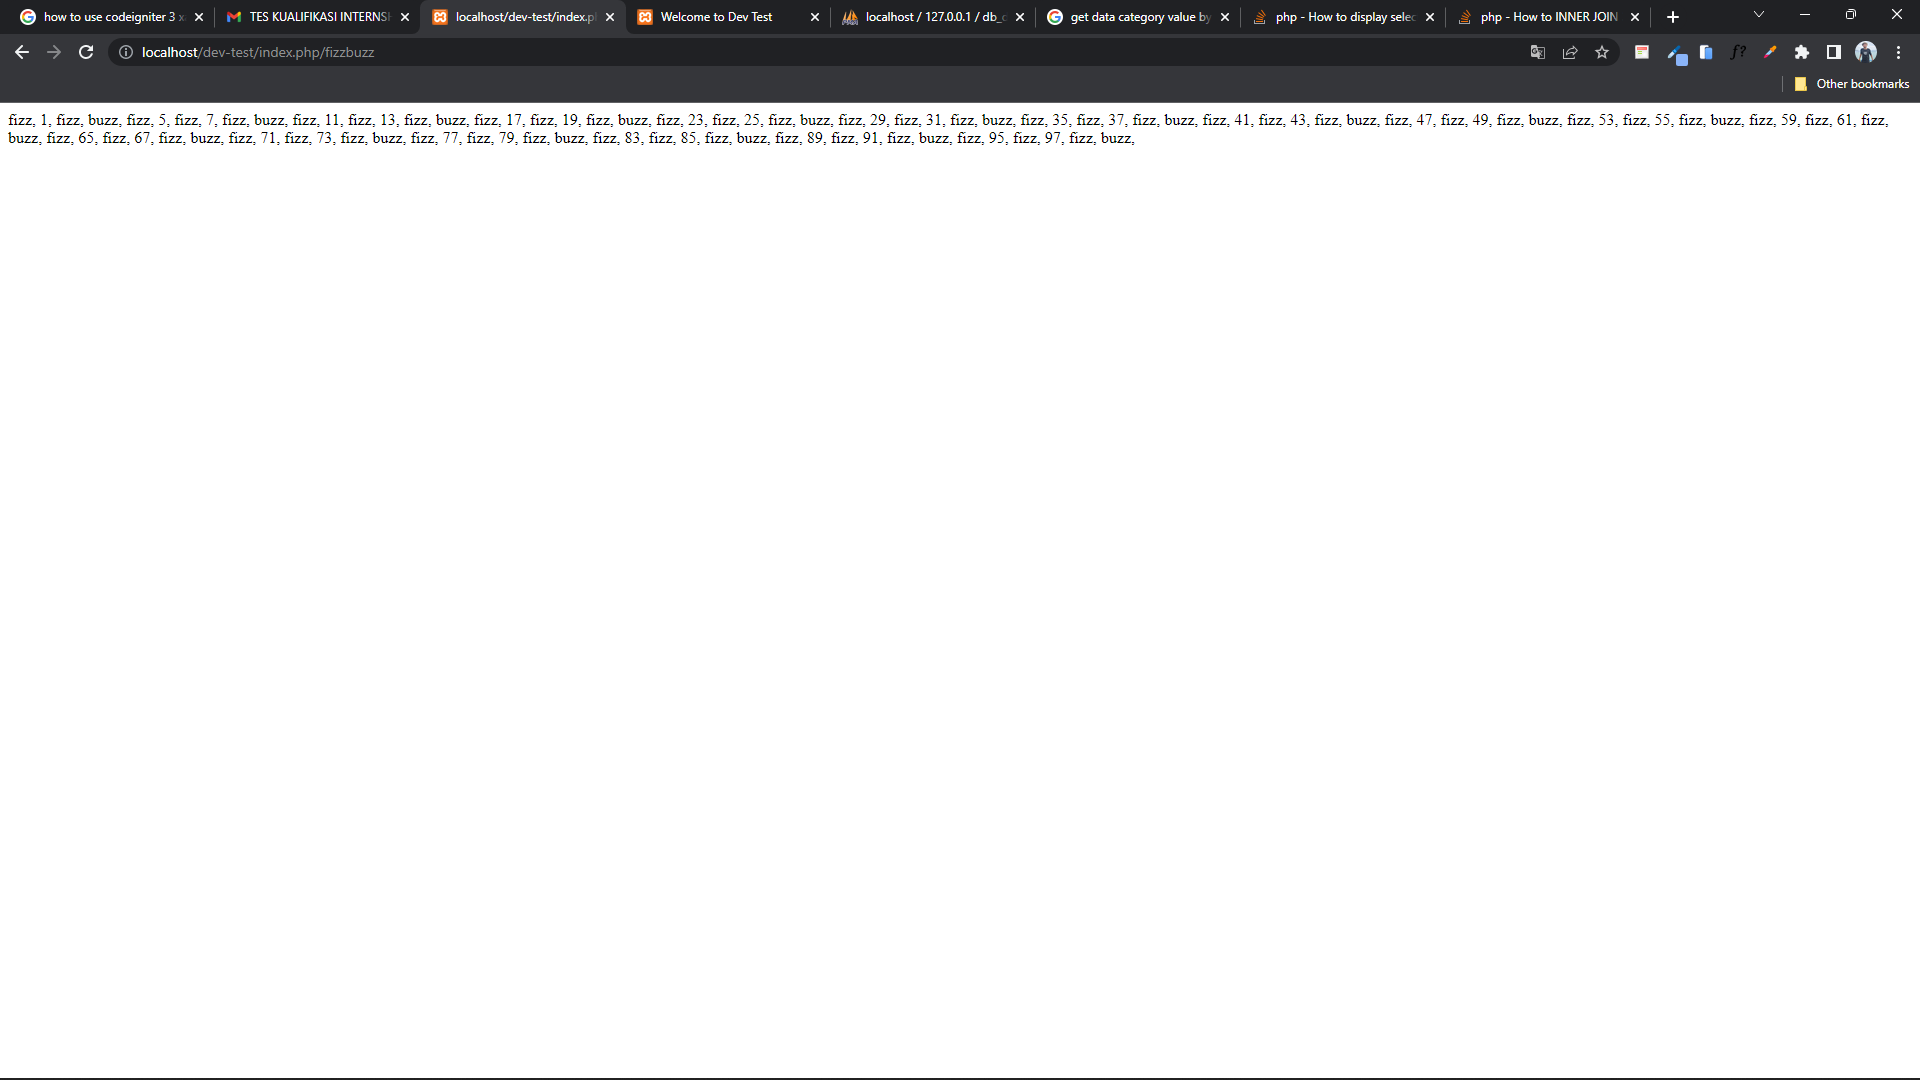 how to use codeigniter 3 x
TES KUALIFIKASI INTERNS
localhost/dev-test/index.p
Welcome to Dev Test
localhost / 127.0.0.1 / db_
get data category value by
php - How to display selec
php - How to INNER JOIN
localhost/dev-test/index.php/fizzbuzz
f?
Other bookmarks
fizz, 1, fizz, buzz, fizz, 5, fizz, 7, fizz, buzz, fizz, 11, fizz, 13, fizz, buzz, fizz, 17, fizz, 19, fizz, buzz, fizz, 23, fizz, 25, fizz, buzz, fizz, 29, fizz, 31, fizz, buzz, fizz, 35, fizz, 37, fizz, buzz, fizz, 41, fizz, 43, fizz, buzz, fizz, 47, fizz, 49, fizz, buzz, fizz, 53, fizz, 55, fizz, buzz, fizz, 59, fizz, 61, fizz,
buzz, fizz, 65, fizz, 67, fizz, buzz, fizz, 71, fizz, 73, fizz, buzz, fizz, 77, fizz, 79, fizz, buzz, fizz, 83, fizz, 85, fizz, buzz, fizz, 89, fizz, 91, fizz, buzz, fizz, 95, fizz, 97, fizz, buzz,